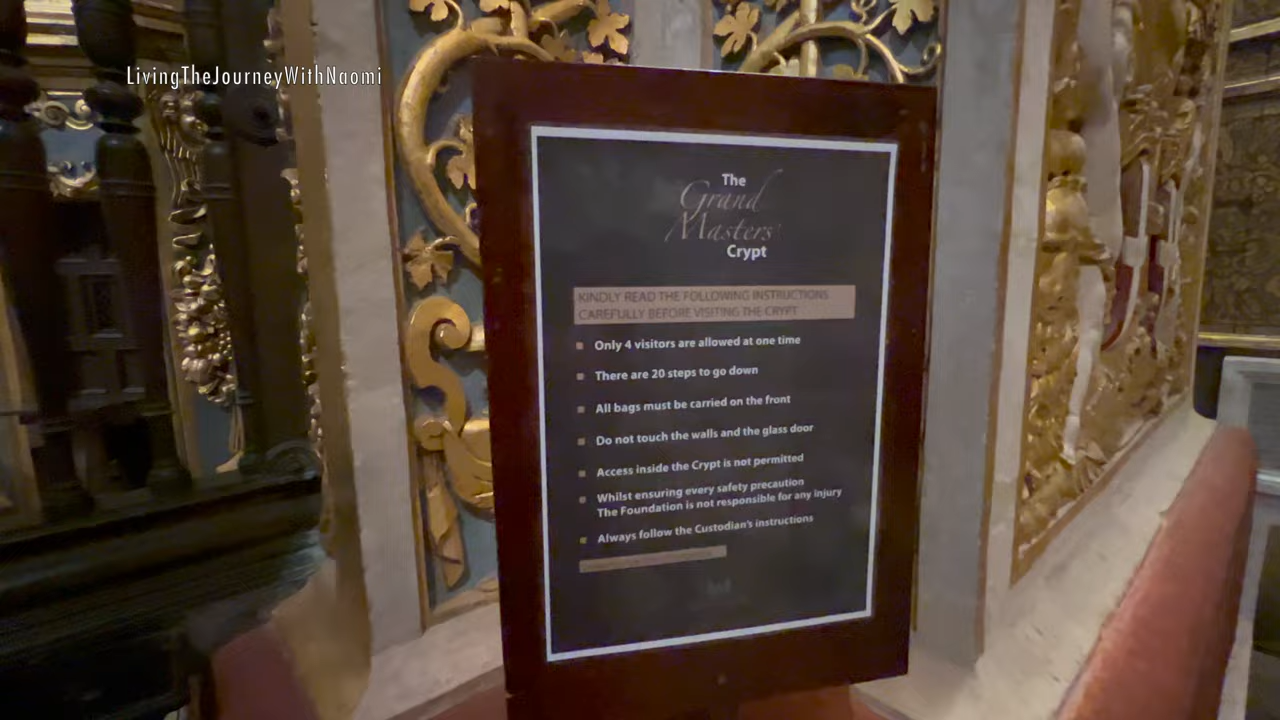 LivingTheJourneyWithNaomi
The
Grand
Masters'
Crypt
KINDLY READ THE FOLLOWING INSTRUCTIONS
CAREFULLY BEFORE VISITING THE CRYPT
Only 4 visitors are allowed at one time
There are 20 steps to go down
All bags must be carried on the front
Do not touch the walls and the glass door
Access inside the Crypt is not permitted
Whilst ensuring every safety precaution
The Foundation is not responsible for any injury
Always follow the Custodian's instructions